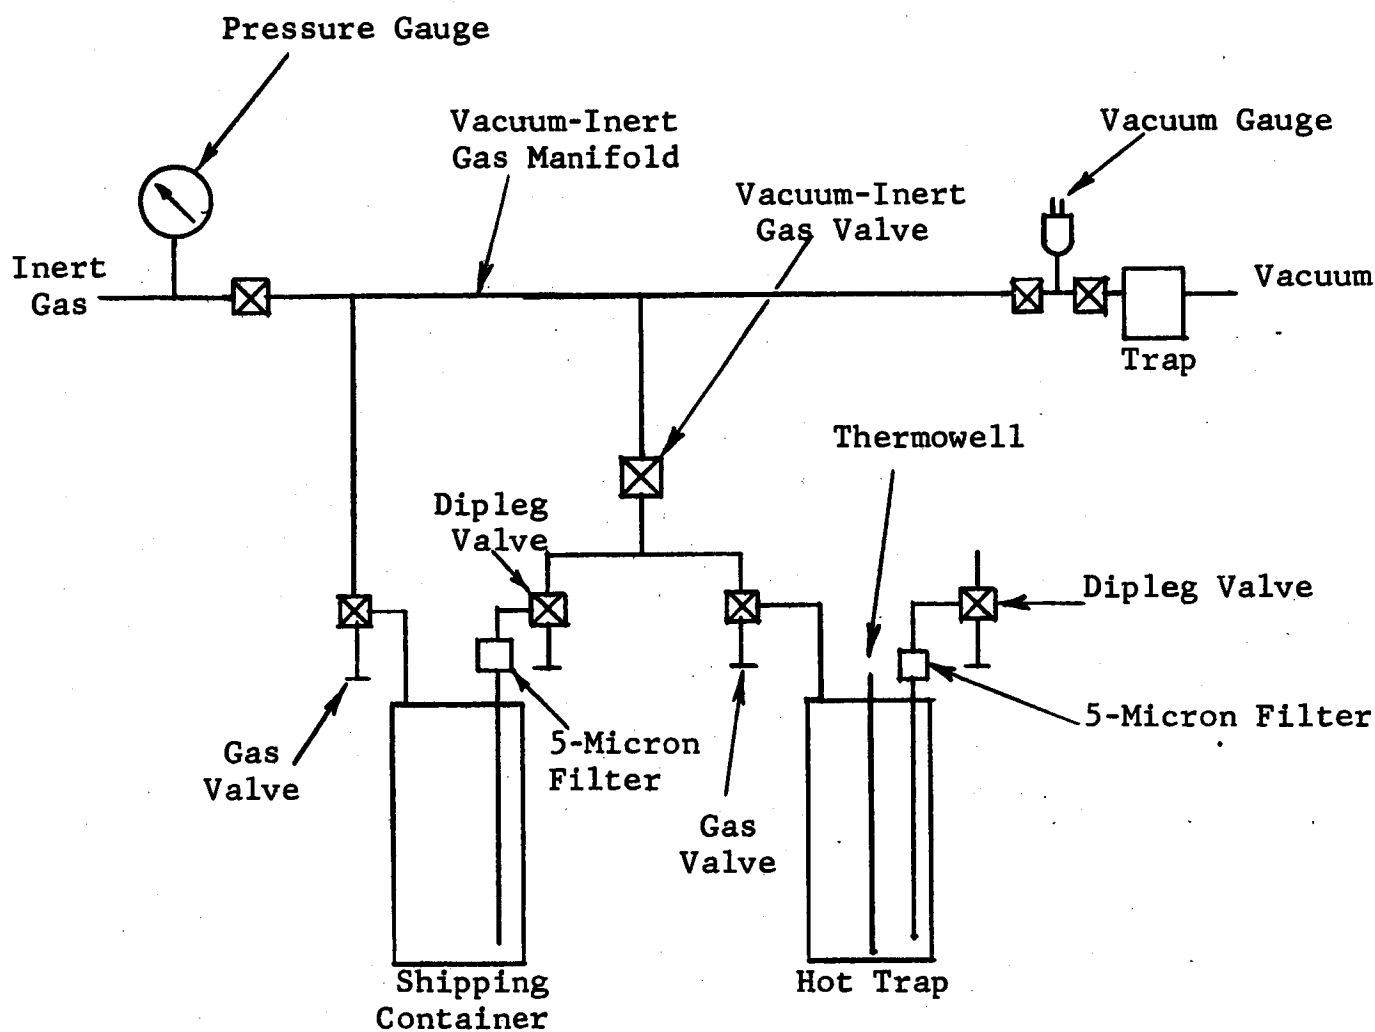 Pressure Gauge
Vacuum-Inert
Gas Manifold
Vacuum Gauge
Vacuum-Inert
Gas Valve
Inert
Gas
Vacuum
Trap
Thermowell
Dipleg
Valve
Dipleg Valve
5-Micron Filter
Gas
Valve
5-Micron
Filter
Gas
Valve
Shipping
Container
Hot Trap